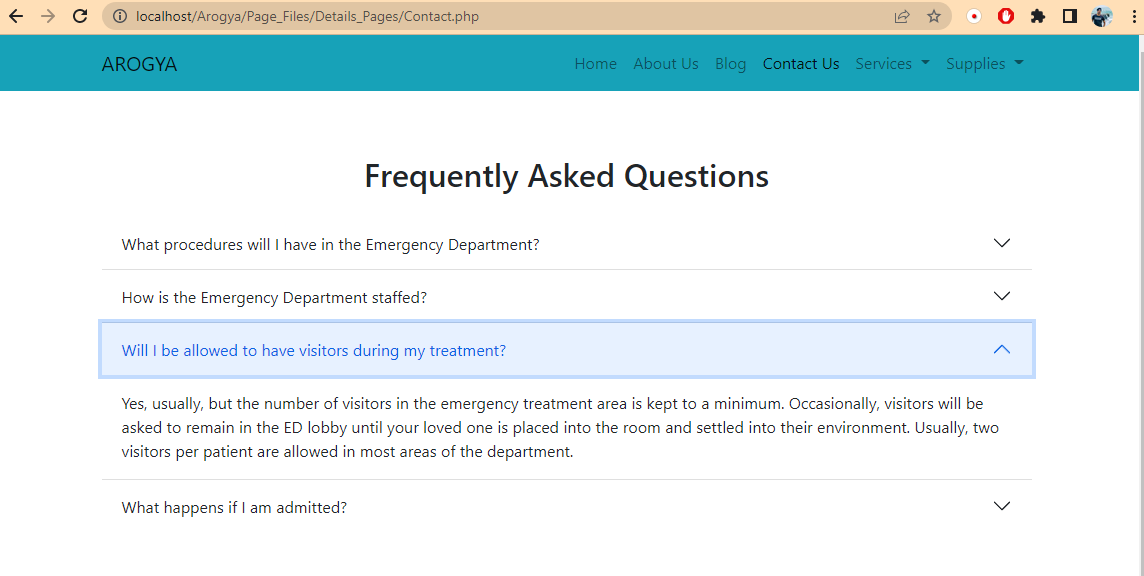 localhost/Arogya/Page_Files/Details_Pages/Contact.php
AROGYA Home About Us Blog Contact Us Services Supplies
Frequently Asked Questions
What procedures will I have in the Emergency Department?
How is the Emergency Department staffed?
Will I be allowed to have visitors during my treatment?
Yes, usually, but the number of visitors in the emergency treatment area is kept to a minimum. Occasionally, visitors will be
asked to remain in the ED lobby until your loved one is placed into the room and settled into their environment. Usually, two
visitors per patient are allowed in most areas of the department.
What happens if I am admitted?